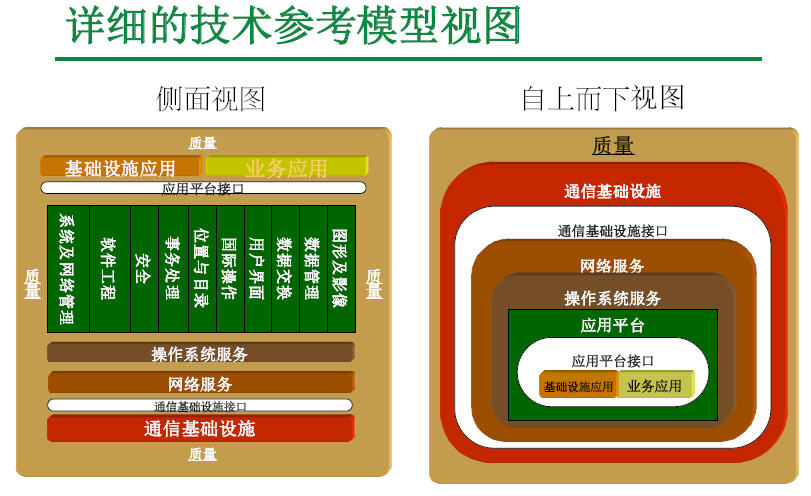 详细的技术参考模型视图
侧面视图
质量
基础设施应用
业务应用
应用平台接口
质量
系统及网络管理
软件工程
安全
事务处理
位置与目录
国际操作
用户界面
数据交换
数据管理
图形及影像
质量
操作系统服务
网络服务
通信基础设施接口
通信基础设施
质量
自上而下视图
质量
通信基础设施
通信基础设施接口
网络服务
操作系统服务
应用平台
应用平台接口
基础设施应用
业务应用